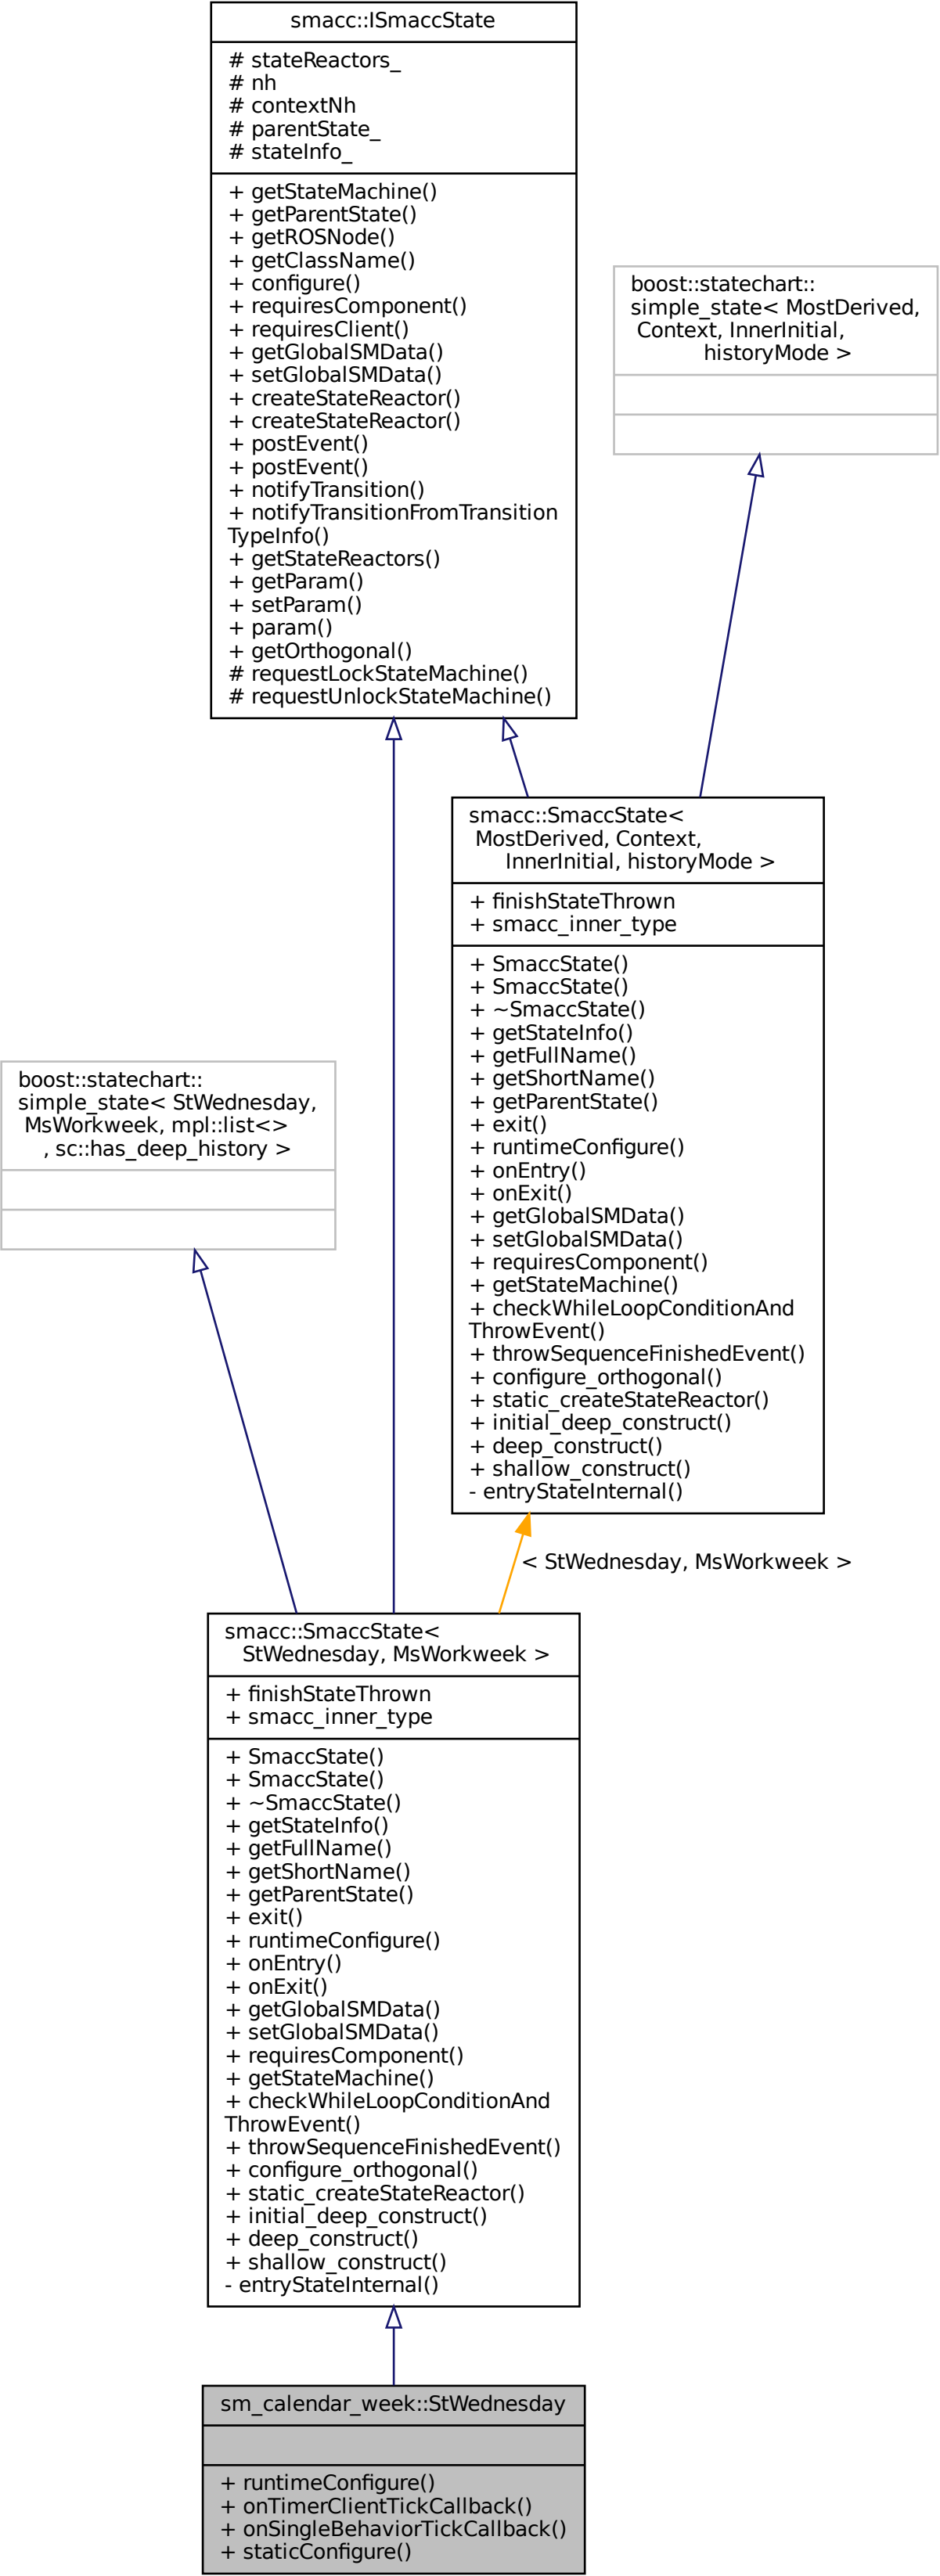 smacc::ISmaccState
# stateReactors_
# nh
# contextNh
# parentState_
# stateInfo_
+ getStateMachine()
+ getParentState()
+ getROSNode()
+ getClassName()
+ configure()
+ requiresComponent()
+ requiresClient()
+ getGlobalSMData()
+ setGlobalSMData()
+ createStateReactor()
+ createStateReactor()
+ postEvent()
+ postEvent()
+ notifyTransition()
+ notifyTransitionFromTransition
TypeInfo()
+ getStateReactors()
+ getParam()
+ setParam()
+ param()
+ getOrthogonal()
# requestLockStateMachine()
# requestUnlockStateMachine()
boost::statechart::
simple_state< MostDerived,
Context, InnerInitial,
historyMode >
smacc::SmaccState<
MostDerived, Context,
InnerInitial, historyMode >
+ finishStateThrown
+ smacc_inner_type
+ SmaccState()
+ SmaccState()
+ ~SmaccState()
+ getStateInfo()
+ getFullName()
+ getShortName()
+ getParentState()
+ exit()
+ runtimeConfigure()
+ onEntry()
+ onExit()
+ getGlobalSMData()
+ setGlobalSMData()
+ requiresComponent()
+ getStateMachine()
+ checkWhileLoopConditionAnd
ThrowEvent()
+ throwSequenceFinishedEvent()
+ configure_orthogonal()
+ static_createStateReactor()
+ initial_deep_construct()
+ deep_construct()
+ shallow_construct()
- entryStateInternal()
boost::statechart::
simple_state< StWednesday,
MsWorkweek, mpl::list<>
, sc::has_deep_history >
< StWednesday, MsWorkweek >
smacc::SmaccState<
StWednesday, MsWorkweek >
+ finishStateThrown
+ smacc_inner_type
+ SmaccState()
+ SmaccState()
+ ~SmaccState()
+ getStateInfo()
+ getFullName()
+ getShortName()
+ getParentState()
+ exit()
+ runtimeConfigure()
+ onEntry()
+ onExit()
+ getGlobalSMData()
+ setGlobalSMData()
+ requiresComponent()
+ getStateMachine()
+ checkWhileLoopConditionAnd
ThrowEvent()
+ throwSequenceFinishedEvent()
+ configure_orthogonal()
+ static_createStateReactor()
+ initial_deep_construct()
+ deep_construct()
+ shallow_construct()
- entryStateInternal()
sm_calendar_week::StWednesday
+ runtimeConfigure()
+ onTimerClientTickCallback()
+ onSingleBehaviorTickCallback()
+ staticConfigure()